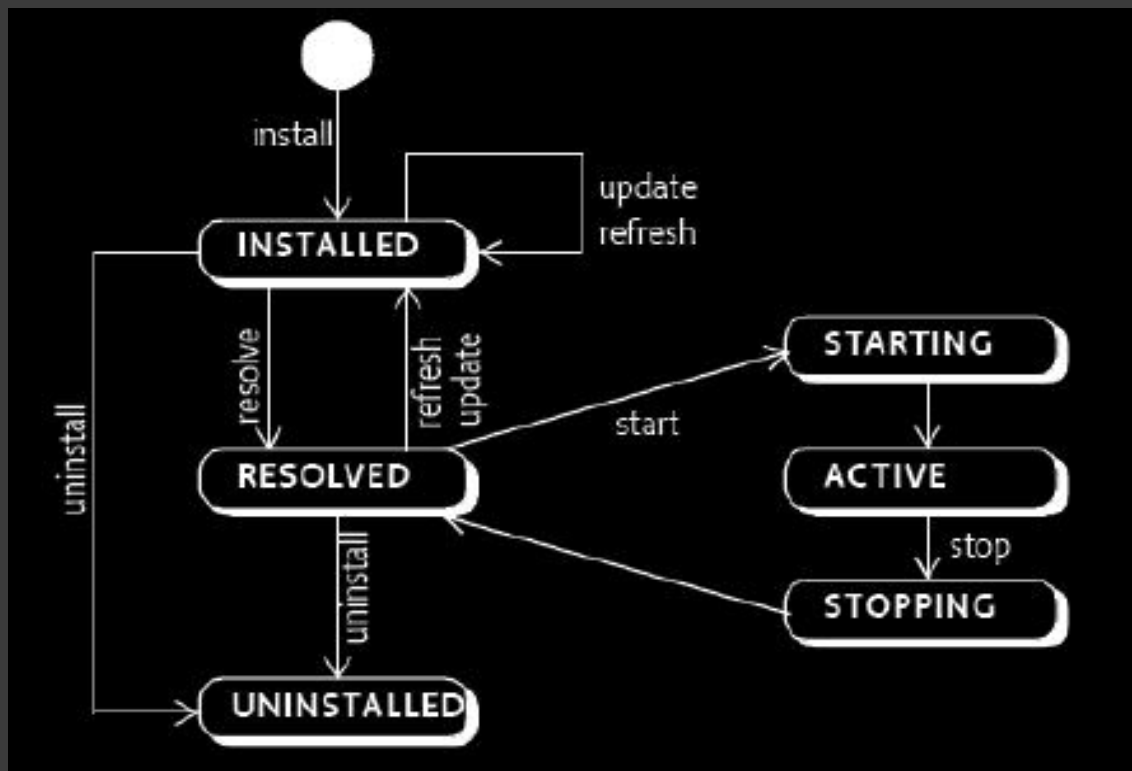 install
update
refresh
INSTALLED
resolve
refresh
update
STARTING
start
uninstall
RESOLVED
ACTIVE
stop
uninstall
STOPPING
UNINSTALLED